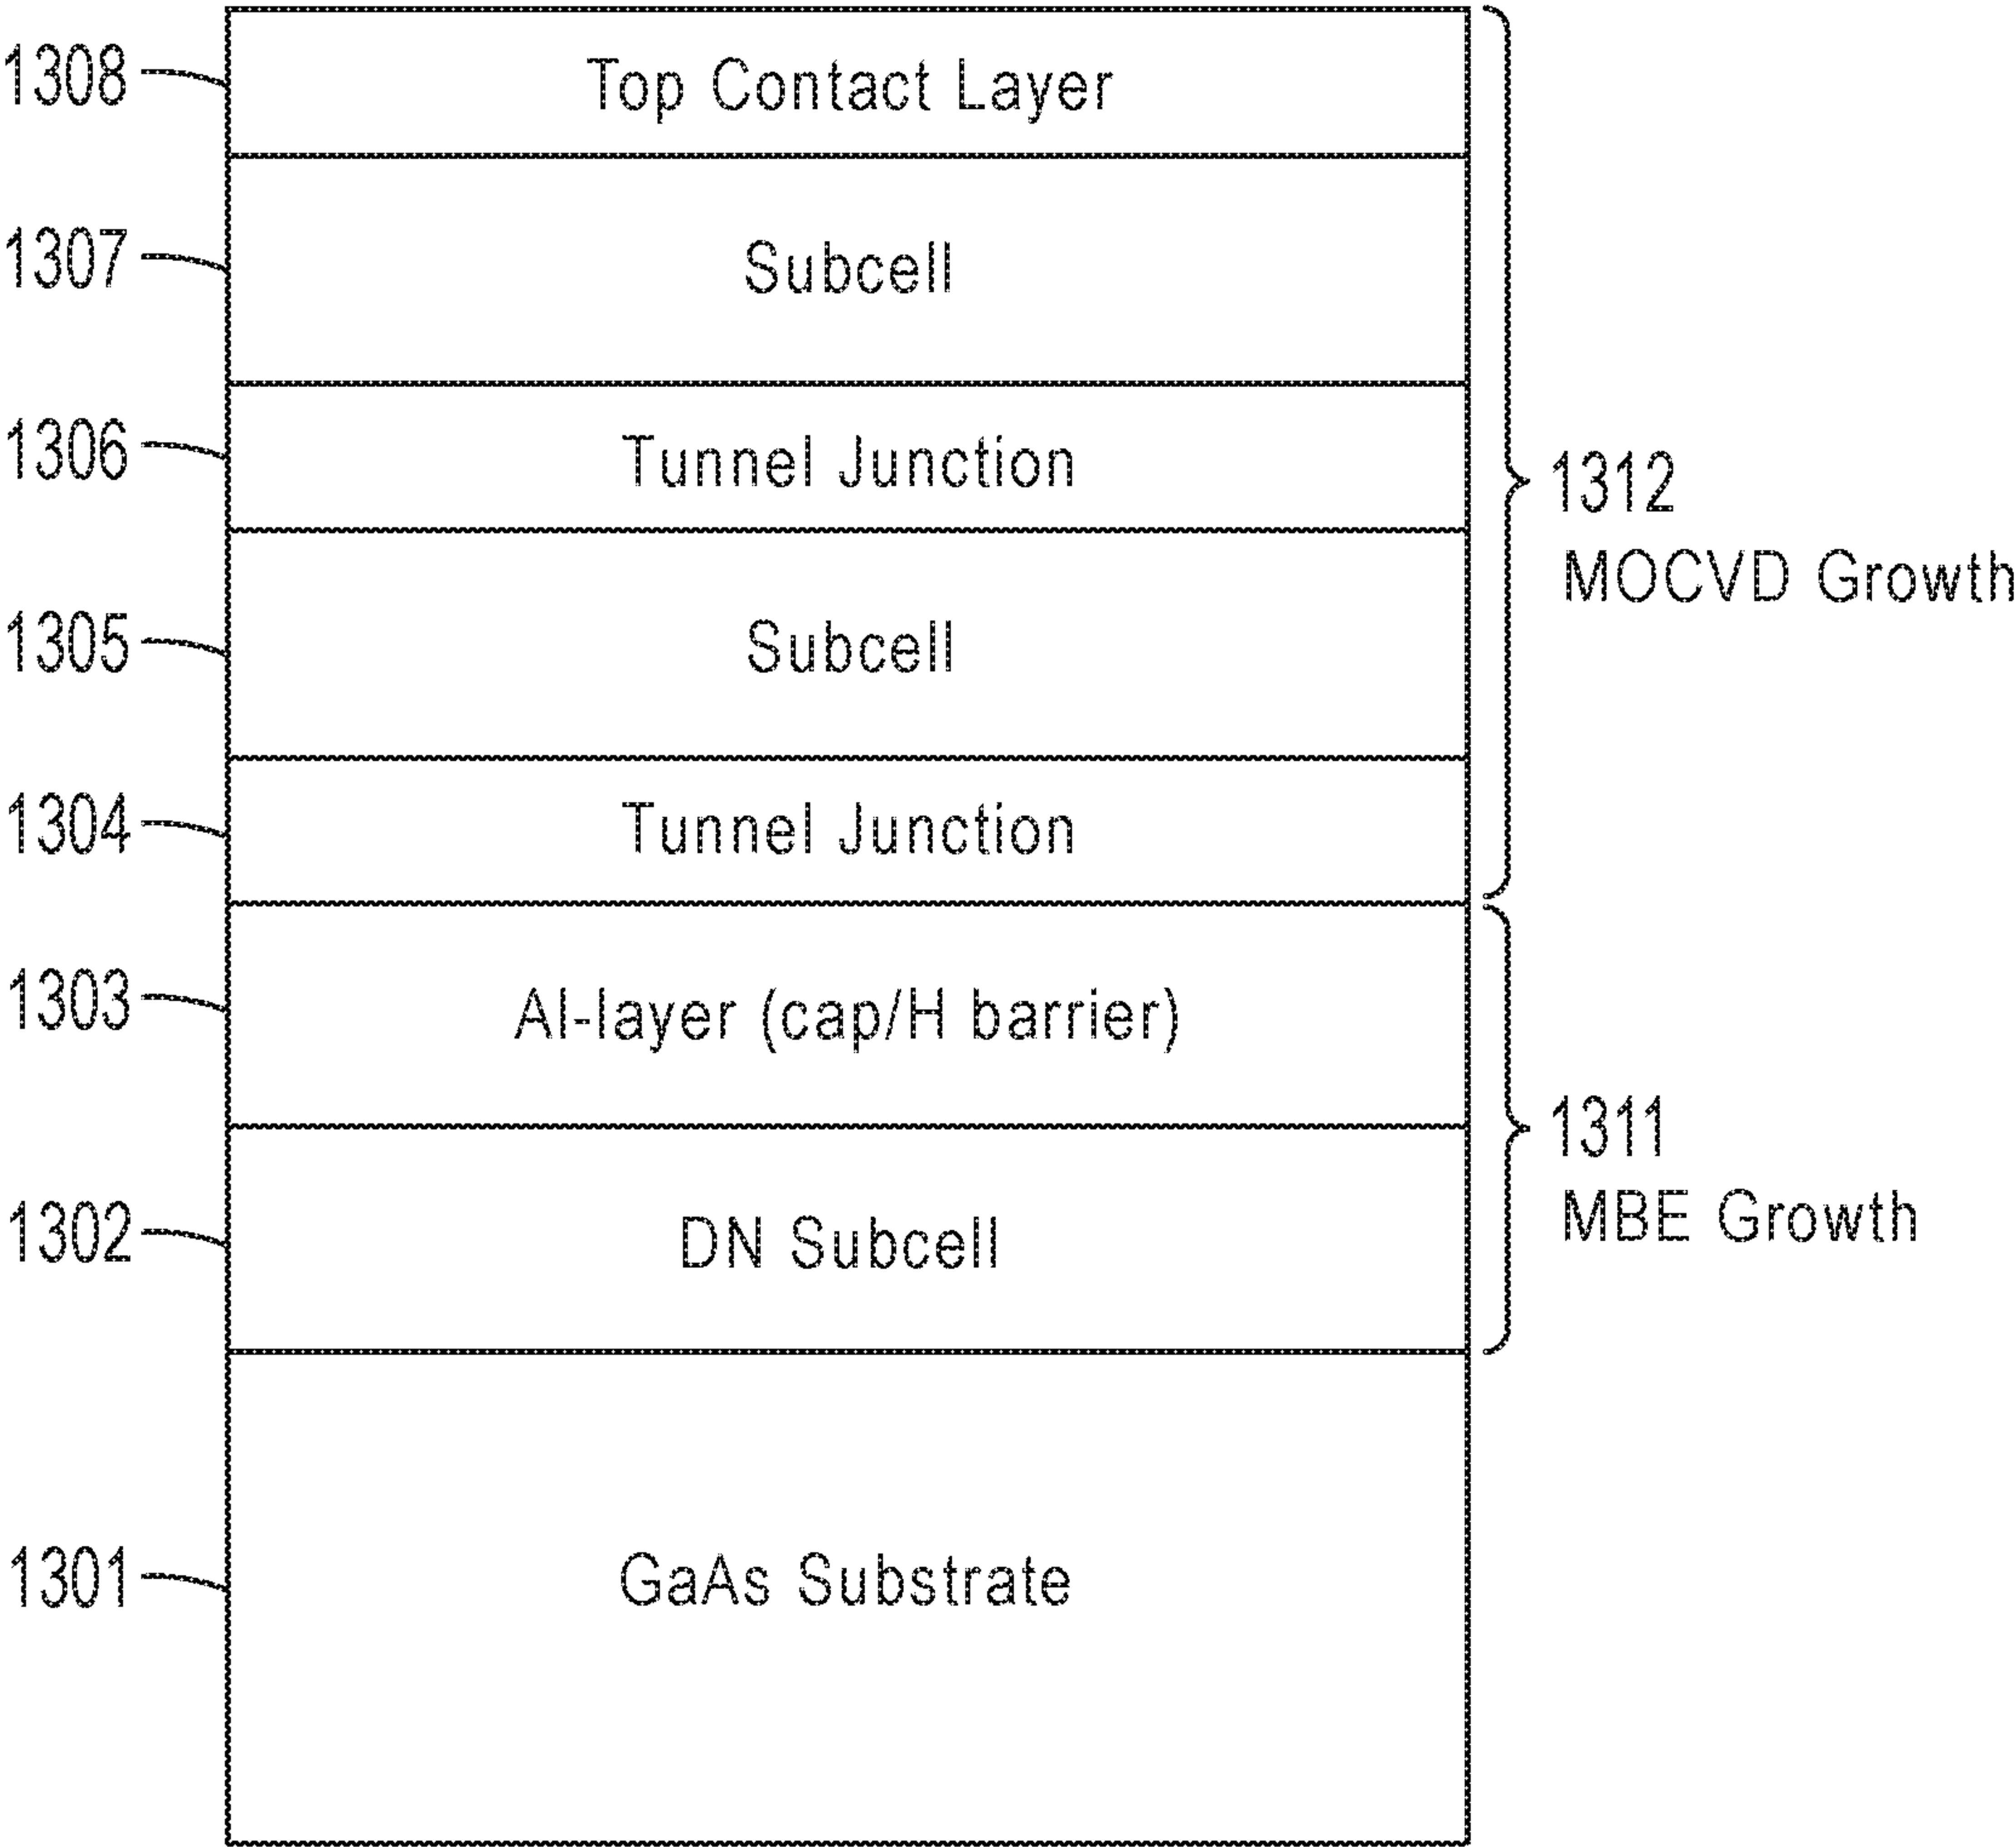 1308 Top Contact Layer
1307 Subcell
1306 Tunnel Junction
1312
MOCVD Growth
1305 Subcell
1304 Tunnel Junction
1303 Al-layer (cap/H barrier)
1311
MBE Growth
1302 DN Subcell
1301 GaAs Substrate